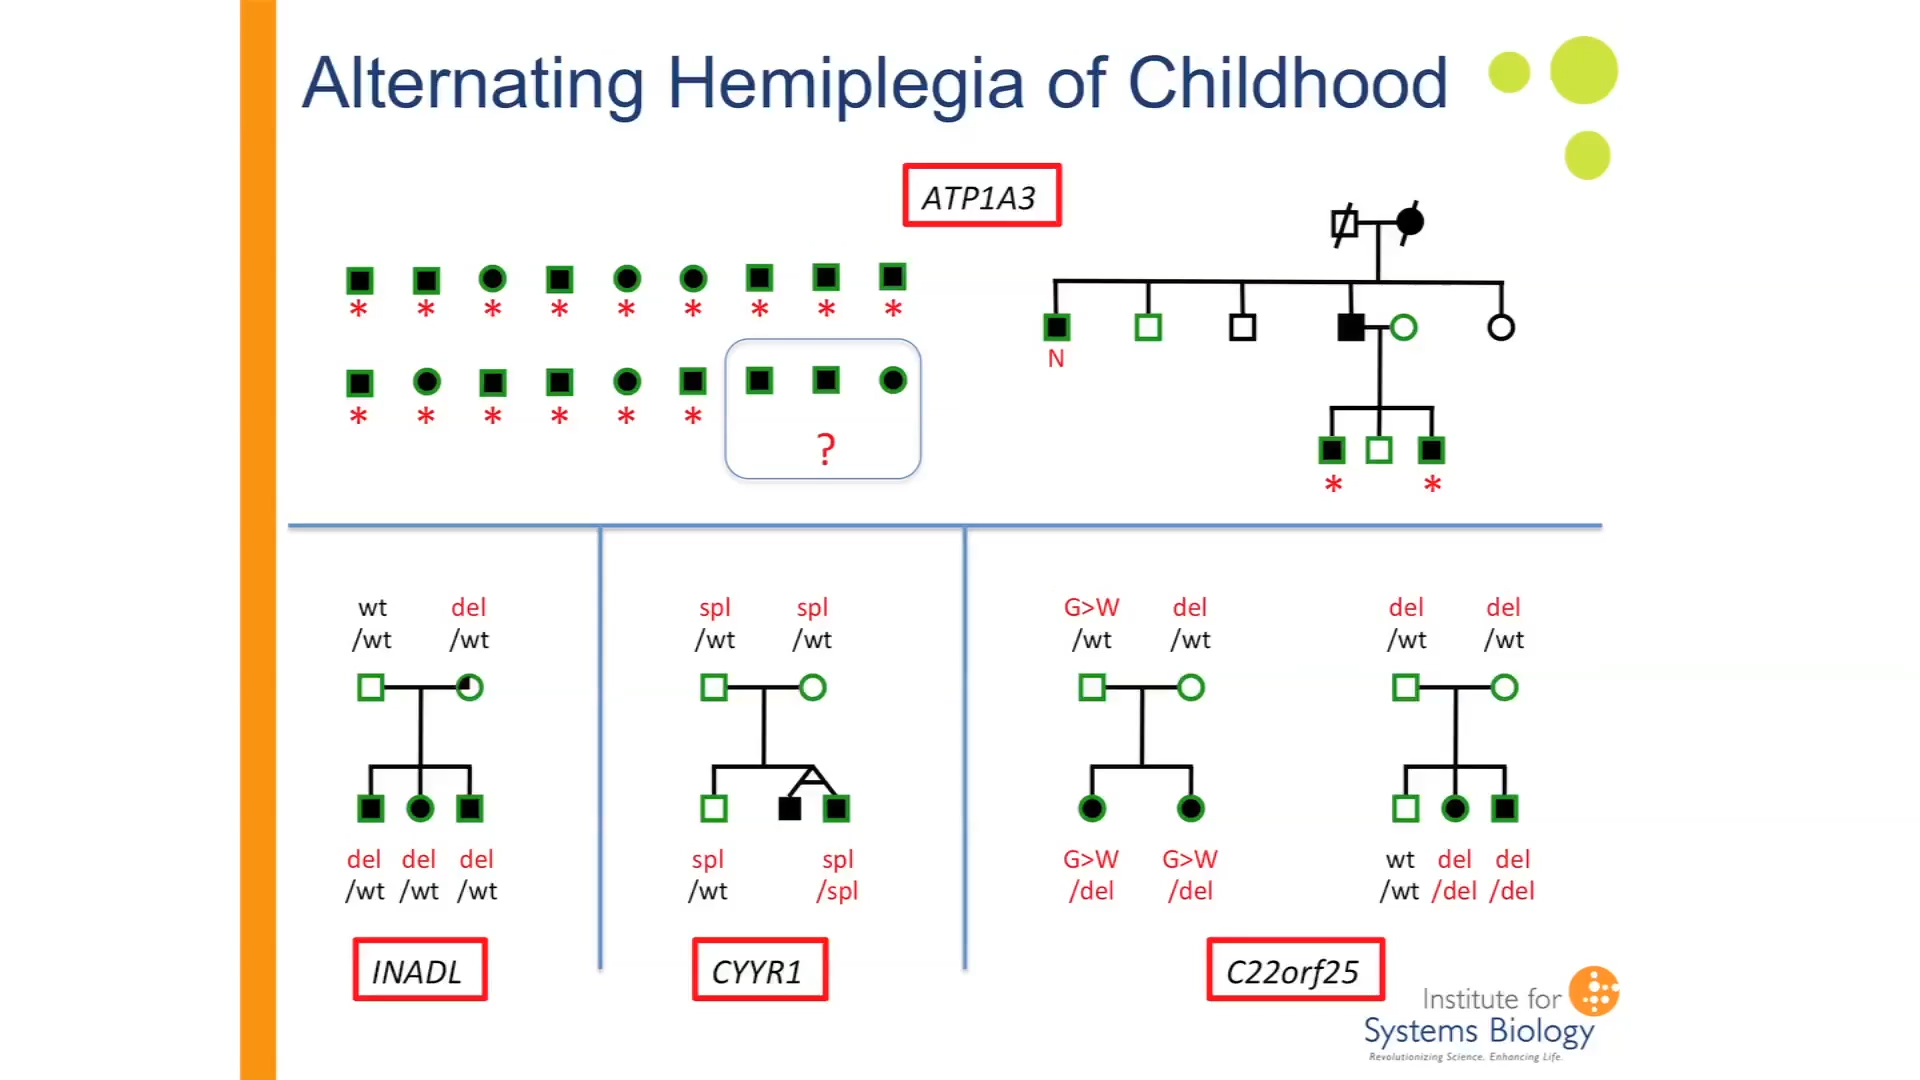 Alternating Hemiplegia of Childhood
ATP1A3
* * * * * * * * *
N
* * * * * *
?
* *
wt del spl spl G>W del del del
/wt /wt /wt /wt /wt /wt /wt /wt
del del del spl spl G>W G>W wt del del
/wt /wt /wt /wt /spl /del /del /wt /del /del
INADL CYYR1 C22orf25
Institute for
Systems Biology
Revolutionizing Science. Enhancing Life.